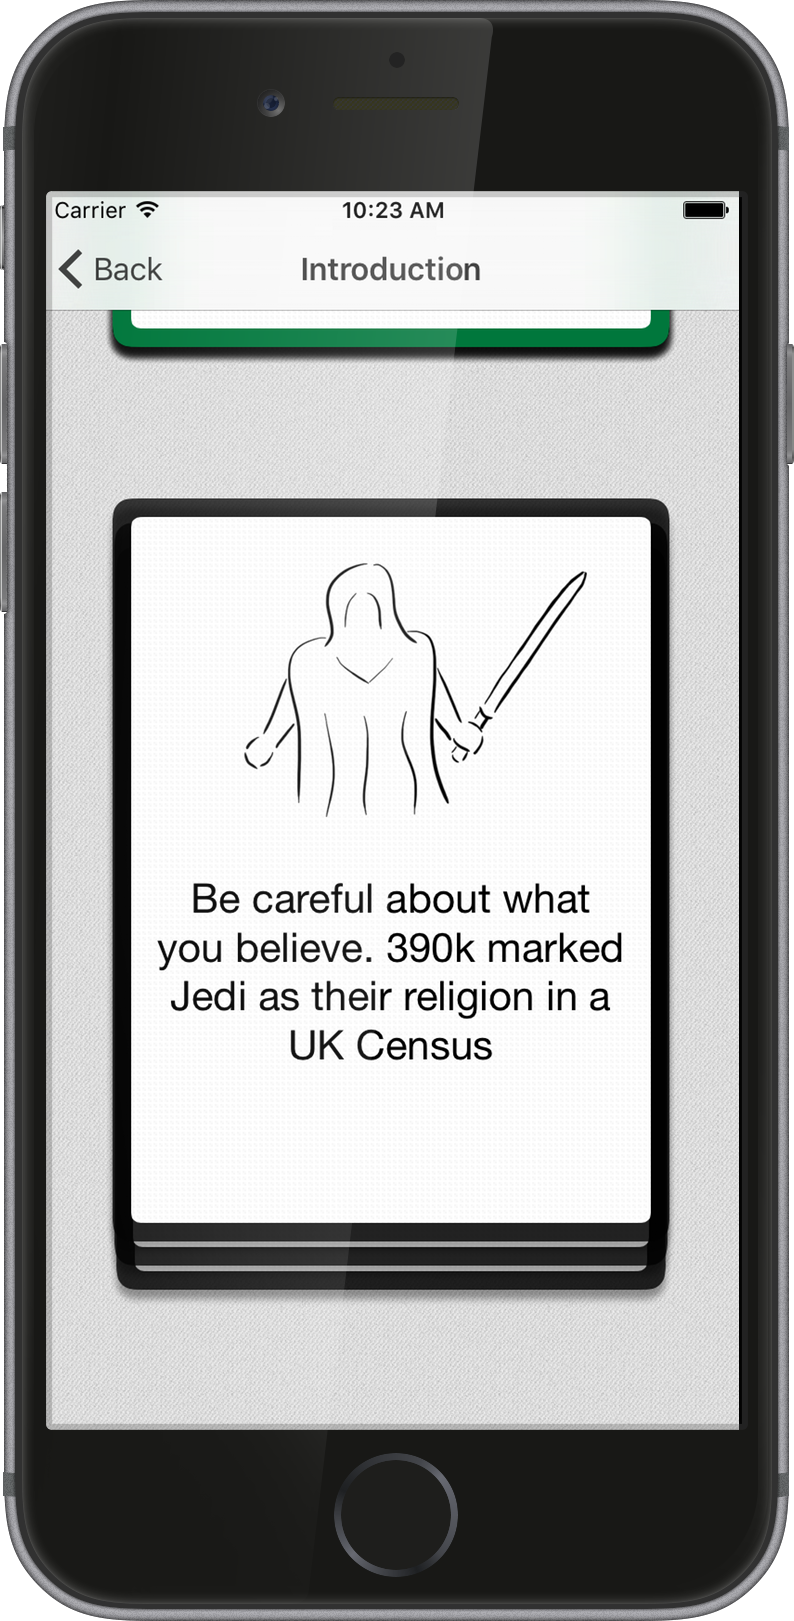 Carrier 10:23 AM
Back Introduction
Be careful about what
you believe. 390k marked
Jedi as their religion in a
UK Census